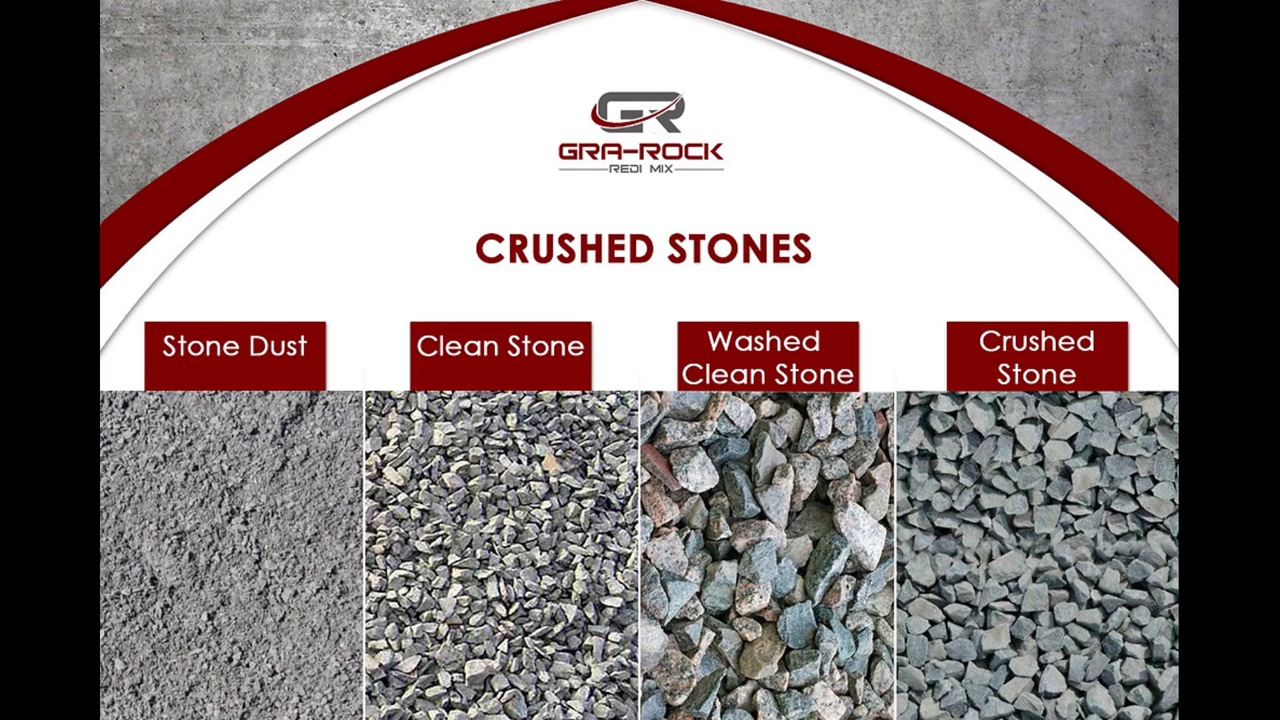 GR
GRA-ROCK
REDI MIX
CRUSHED STONES
Stone Dust
Clean Stone
Washed
Clean Stone
Crushed
Stone